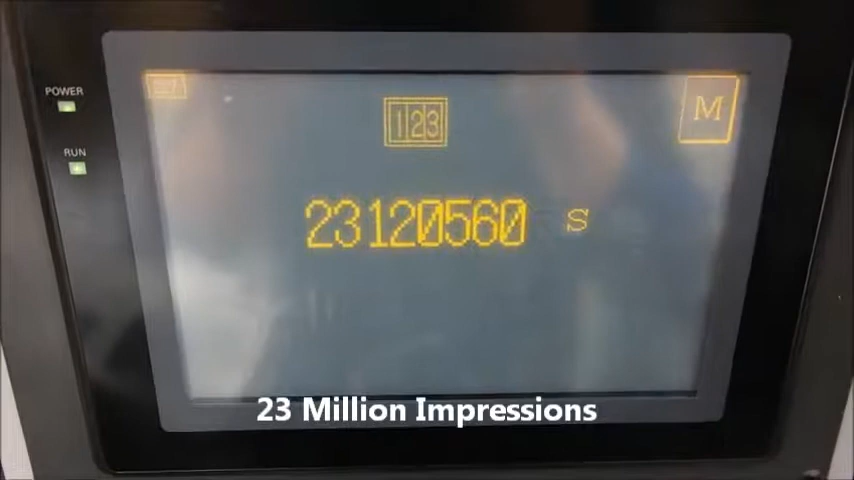 POWER
123
M
RUN
23120560 S
23 Million Impressions